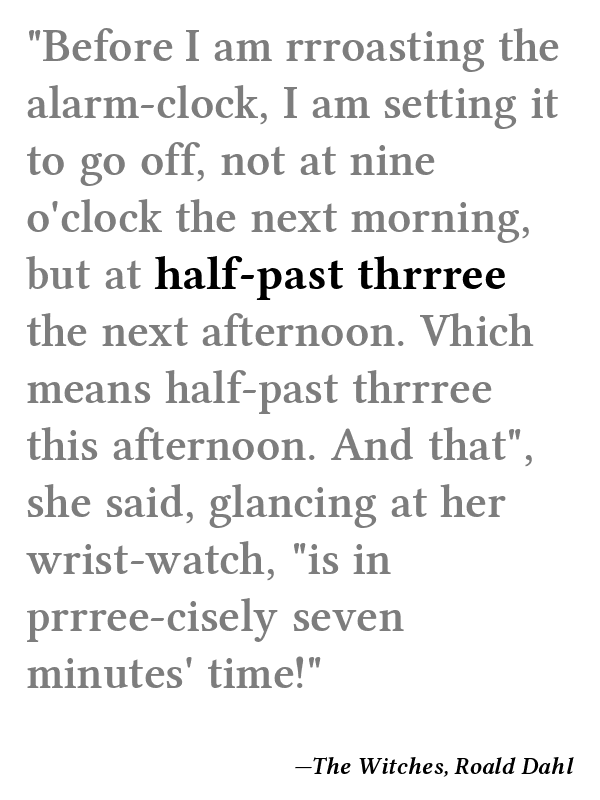 "Before I am rrroasting the
alarm-clock, I am setting it
to go off, not at nine
o'clock the next morning,
but at half-past thrrree
the next afternoon. Vhich
means half-past thrrree
this afternoon. And that",
she said, glancing at her
wrist-watch, "is in
prrree-cisely seven
minutes' time!"
—The Witches, Roald Dahl